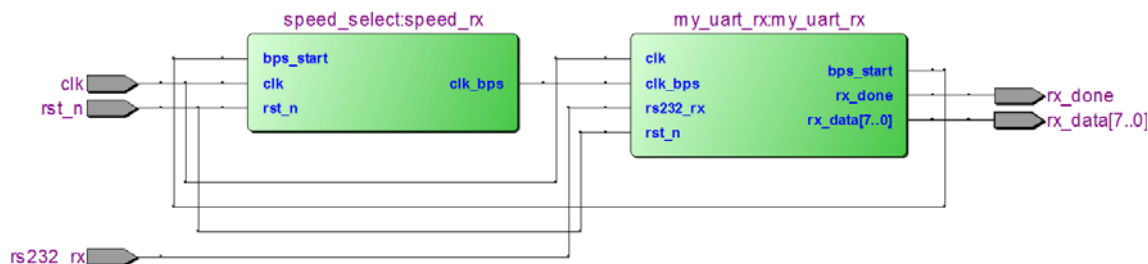 speed_select:speed_rx
my_uart_rx:my_uart_rx
bps_start
clk
rst_n
clk_bps
clk
clk_bps
rs232_rx
rst_n
bps_start
rx_done
rx_data[7..0]
clk
rst_n
rs232_rx
rx_done
rx_data[7..0]